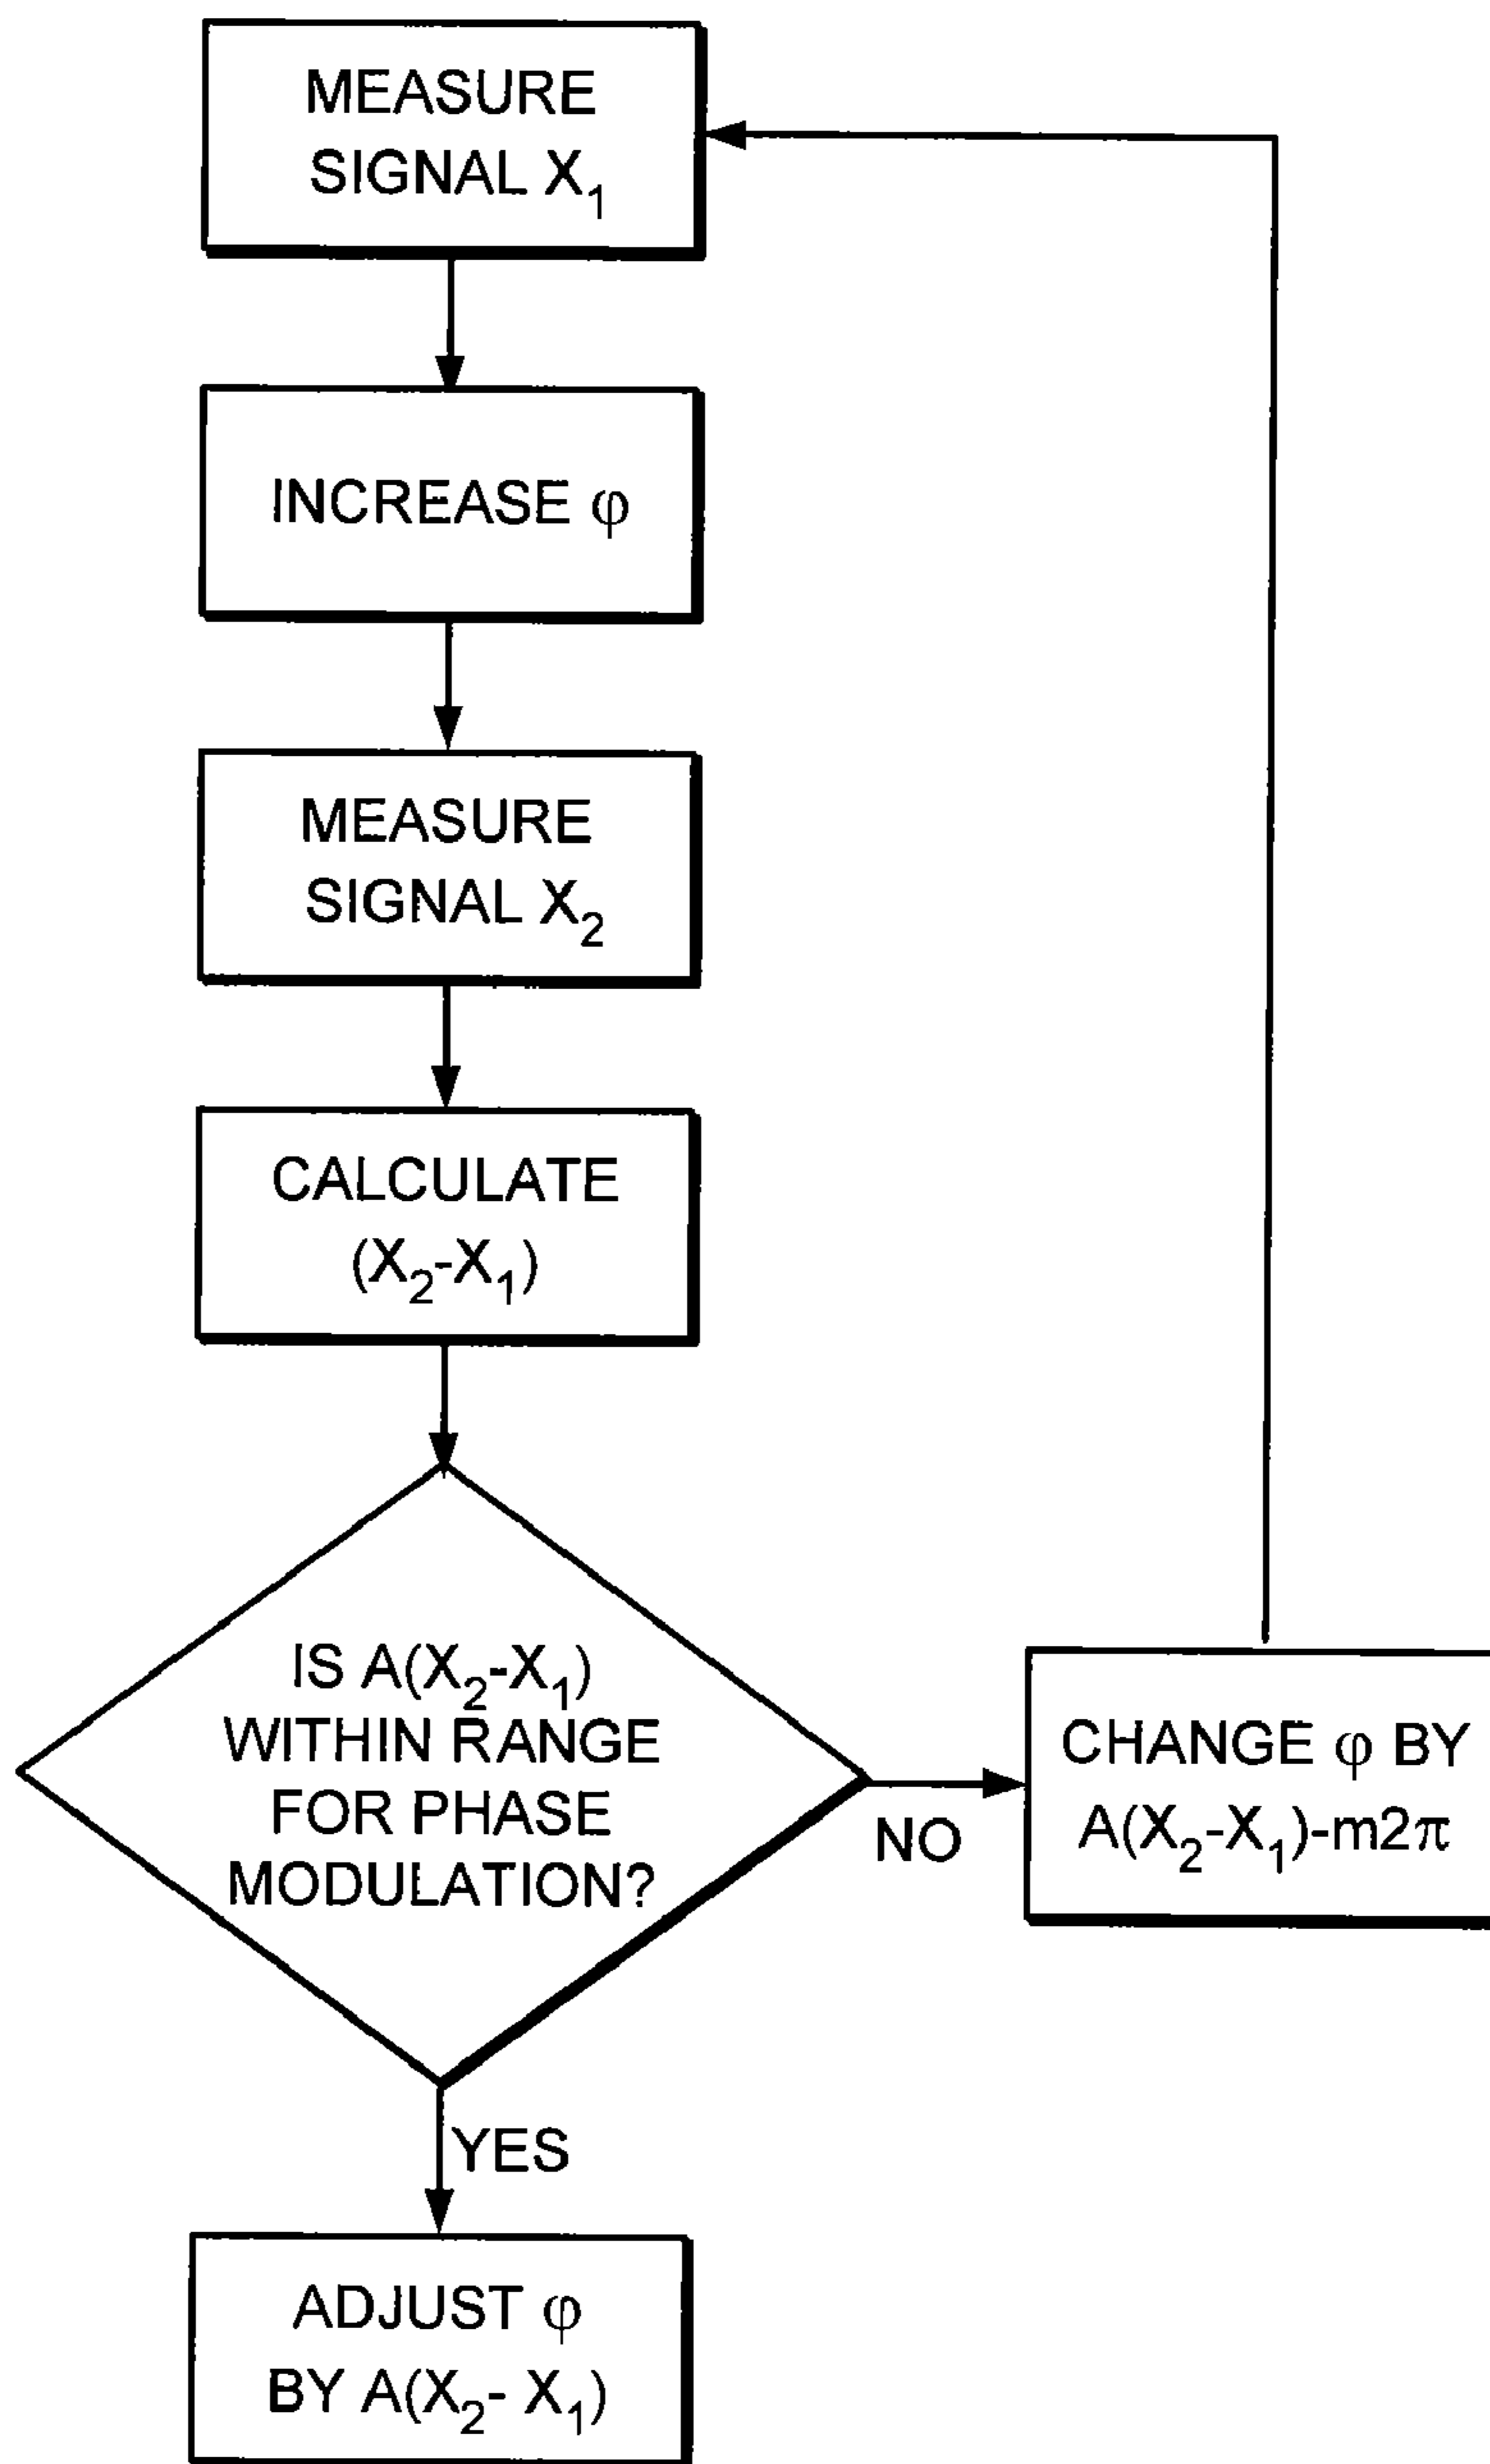 MEASURE
SIGNAL X₁
INCREASE φ
MEASURE
SIGNAL X₂
CALCULATE
(X₂-X₁)
IS A(X₂-X₁)
WITHIN RANGE
FOR PHASE
MODULATION?
NO
CHANGE φ BY
A(X₂-X₁)-m2π
YES
ADJUST φ
BY A(X₂- X₁)